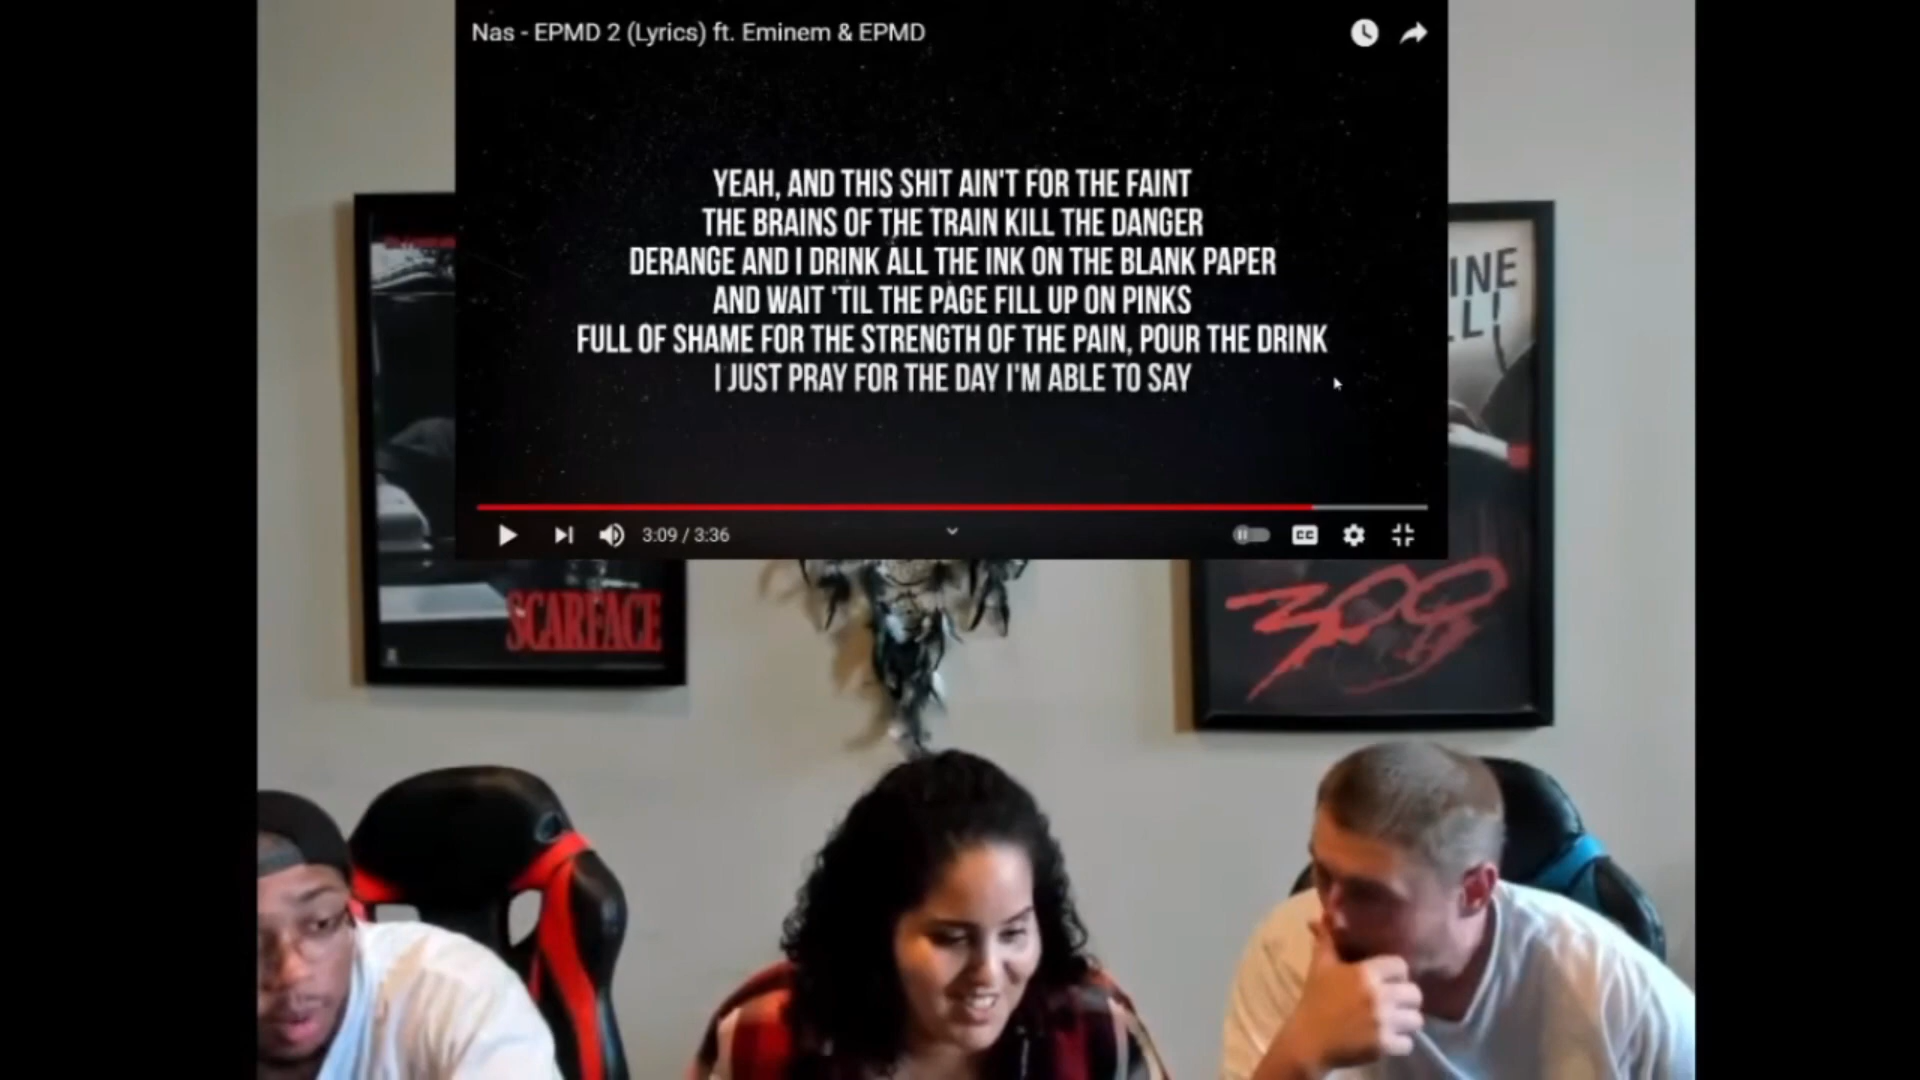 Nas - EPMD 2 (Lyrics) ft. Eminem & EPMD
YEAH, AND THIS SHIT AIN'T FOR THE FAINT
THE BRAINS OF THE TRAIN KILL THE DANGER
DERANGE AND I DRINK ALL THE INK ON THE BLANK PAPER
AND WAIT 'TIL THE PAGE FILL UP ON PINKS
FULL OF SHAME FOR THE STRENGTH OF THE PAIN, POUR THE DRINK
I JUST PRAY FOR THE DAY I'M ABLE TO SAY
3:09 / 3:36
CC
SCARFACE
300